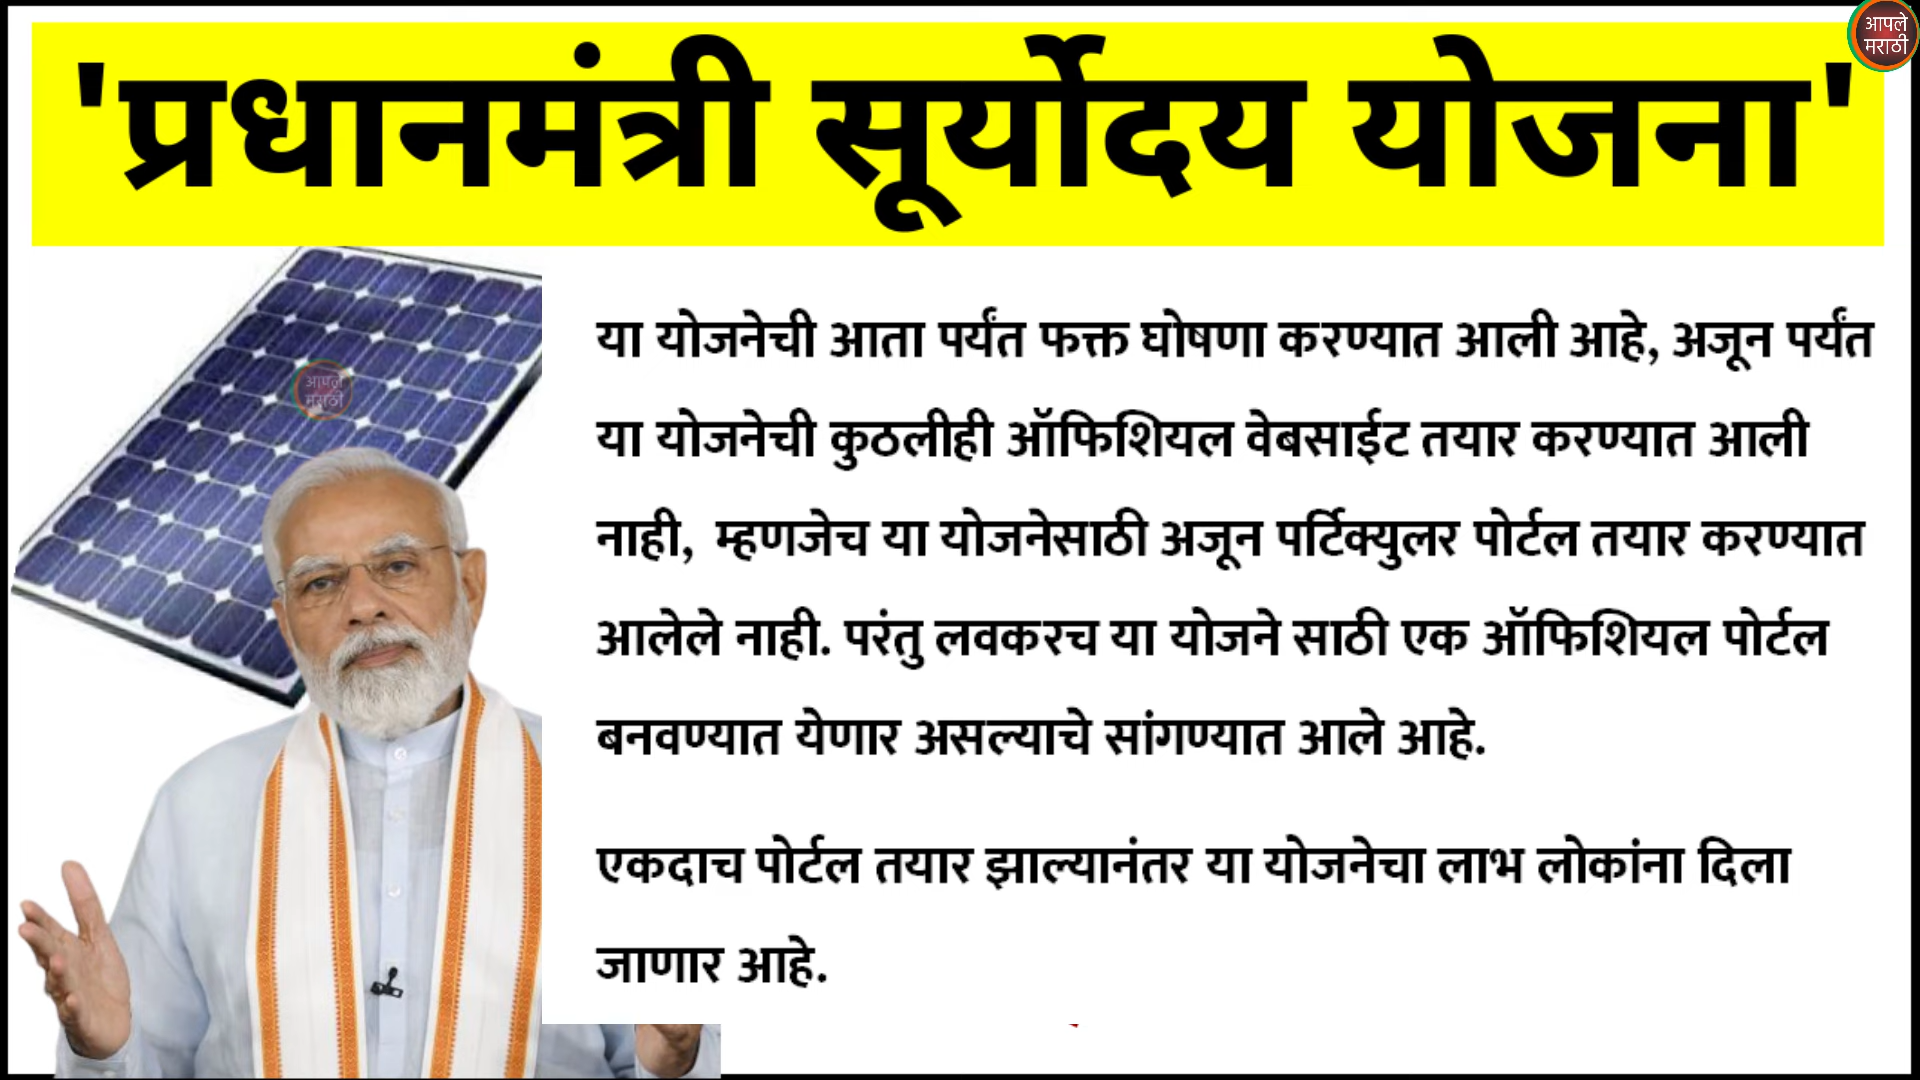 आपले
मराठी
'प्रधानमंत्री सूर्योदय योजना'
आपले
मराठी
या योजनेची आता पर्यंत फक्त घोषणा करण्यात आली आहे, अजून पर्यंत
या योजनेची कुठलीही ऑफिशियल वेबसाईट तयार करण्यात आली
नाही, म्हणजेच या योजनेसाठी अजून पर्टिक्युलर पोर्टल तयार करण्यात
आलेले नाही. परंतु लवकरच या योजने साठी एक ऑफिशियल पोर्टल
बनवण्यात येणार असल्याचे सांगण्यात आले आहे.
एकदाच पोर्टल तयार झाल्यानंतर या योजनेचा लाभ लोकांना दिला
जाणार आहे.